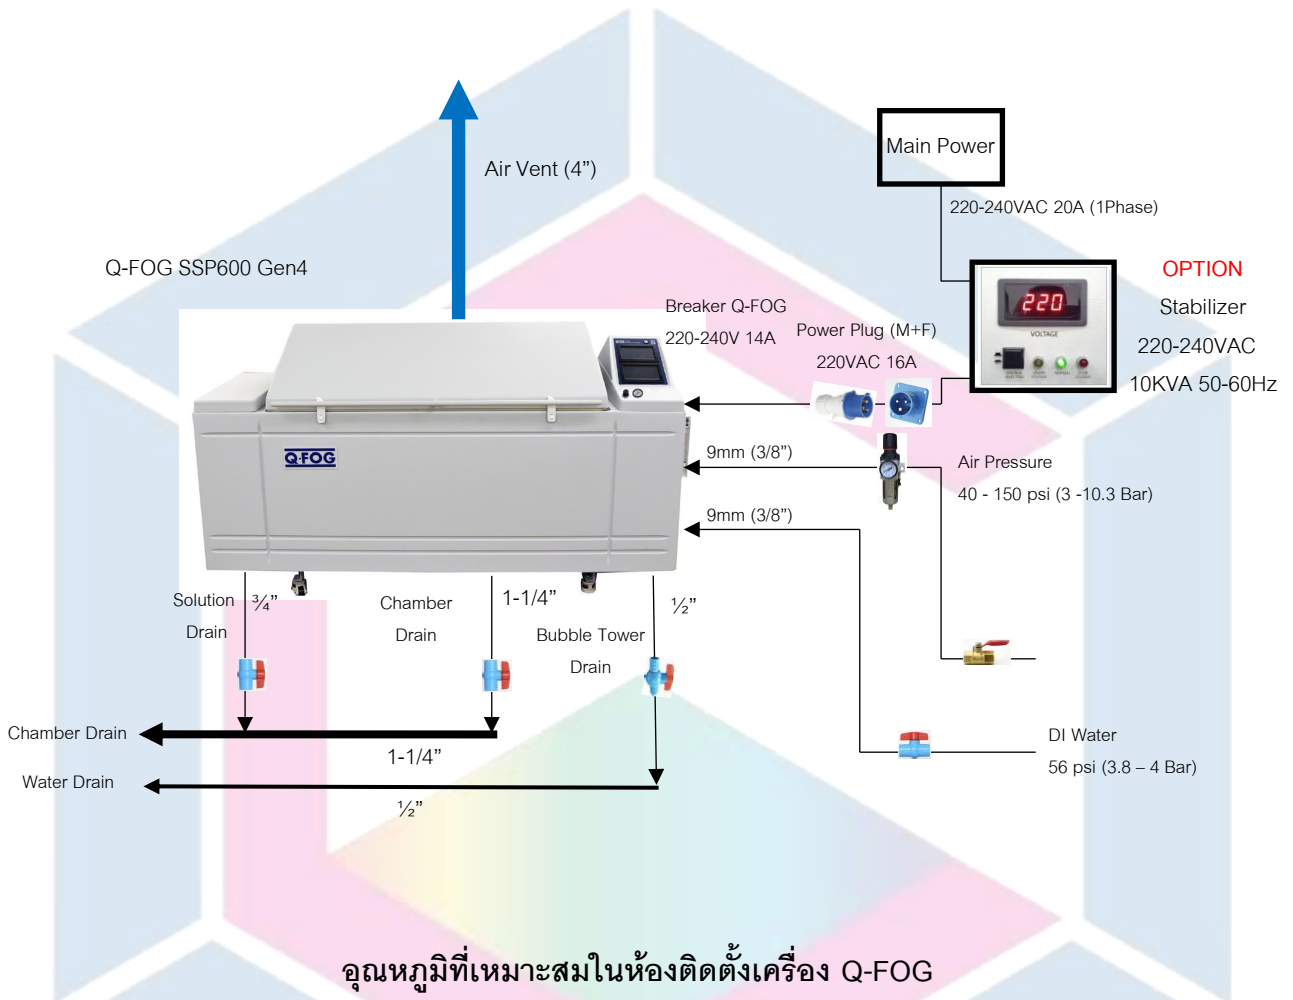 Main Power
Air Vent (4”)
220-240VAC 20A (1Phase)
Q-FOG SSP600 Gen4
OPTION
Stabilizer
220-240VAC
10KVA 50-60Hz
220
VOLTAGE
Breaker Q-FOG
220-240V 14A
Power Plug (M+F)
220VAC 16A
Q-FOG
9mm (3/8”)
Air Pressure
40 - 150 psi (3 -10.3 Bar)
9mm (3/8”)
Solution
Drain
¾”
Chamber
Drain
1-1/4”
Bubble Tower
Drain
½”
Chamber Drain
1-1/4”
DI Water
56 psi (3.8 – 4 Bar)
Water Drain
½”
อุณหภูมิที่เหมาะสมในห้องติดตั้งเครื่อง Q-FOG